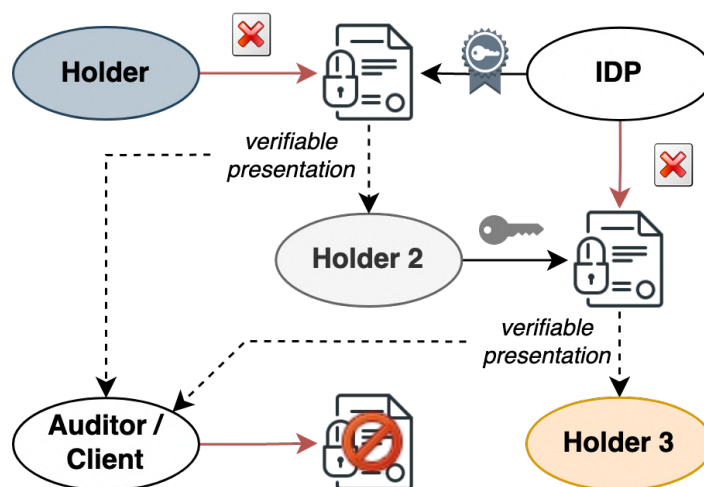 Holder
IDP
verifiable
presentation
Holder 2
verifiable
presentation
Auditor /
Client
Holder 3